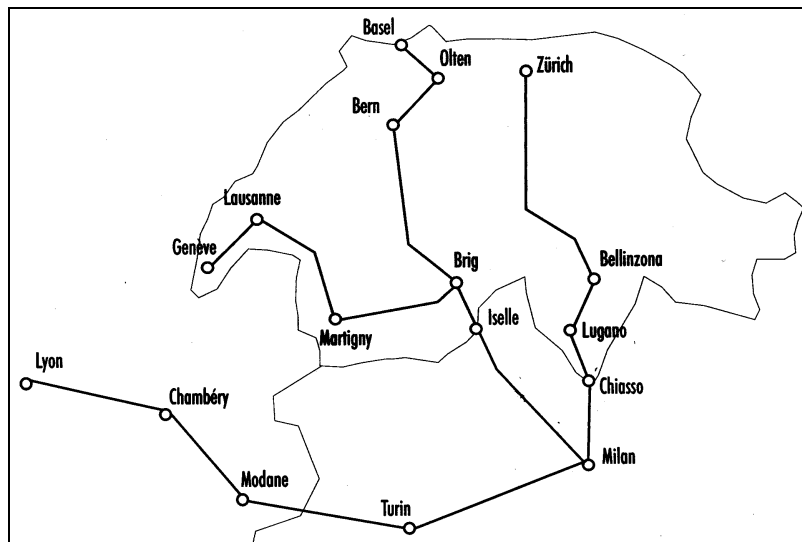 Basel
Olten
Zürich
Bern
Lausanne
Genève
Brig
Bellinzona
Martigny
Iselle
Lugano
Lyon
Chambéry
Chiasso
Modane
Milan
Turin